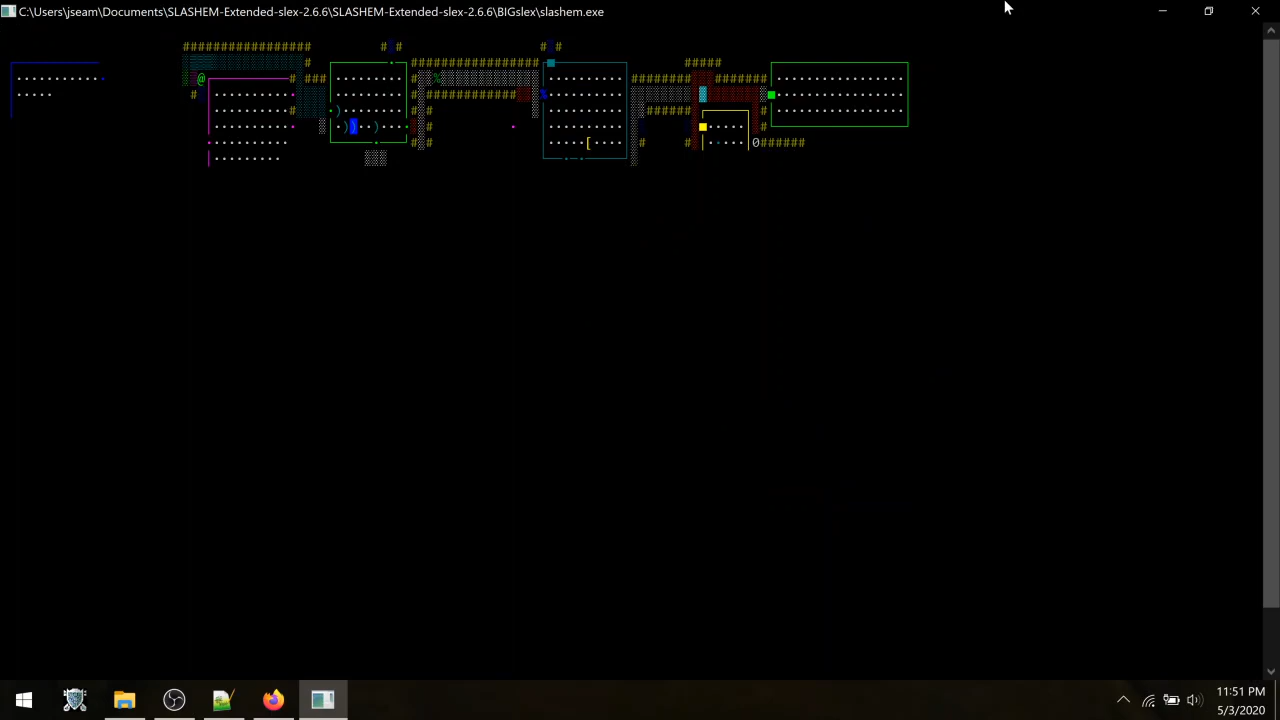 C:\Users\jseam\Documents\SLASHEM-Extended-slex-2.6.6\SLASHEM-Extended-slex-2.6.6\BIGslex\slashem.exe
11:51 PM
5/3/2020